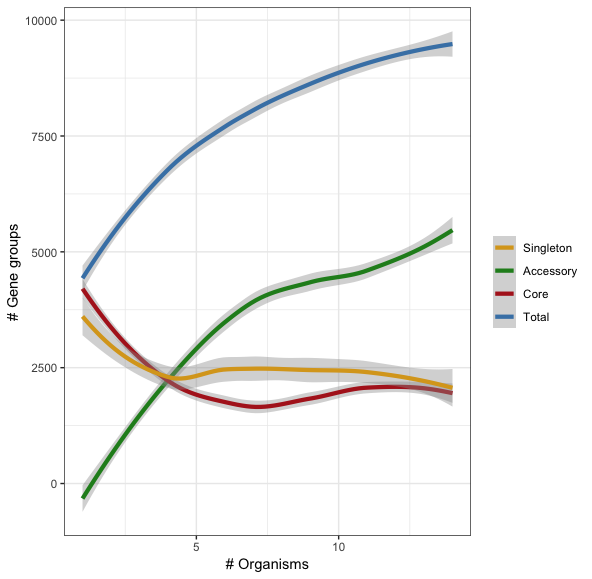 10000
7500
5000
2500
0
# Gene groups
5
10
# Organisms
Singleton
Accessory
Core
Total